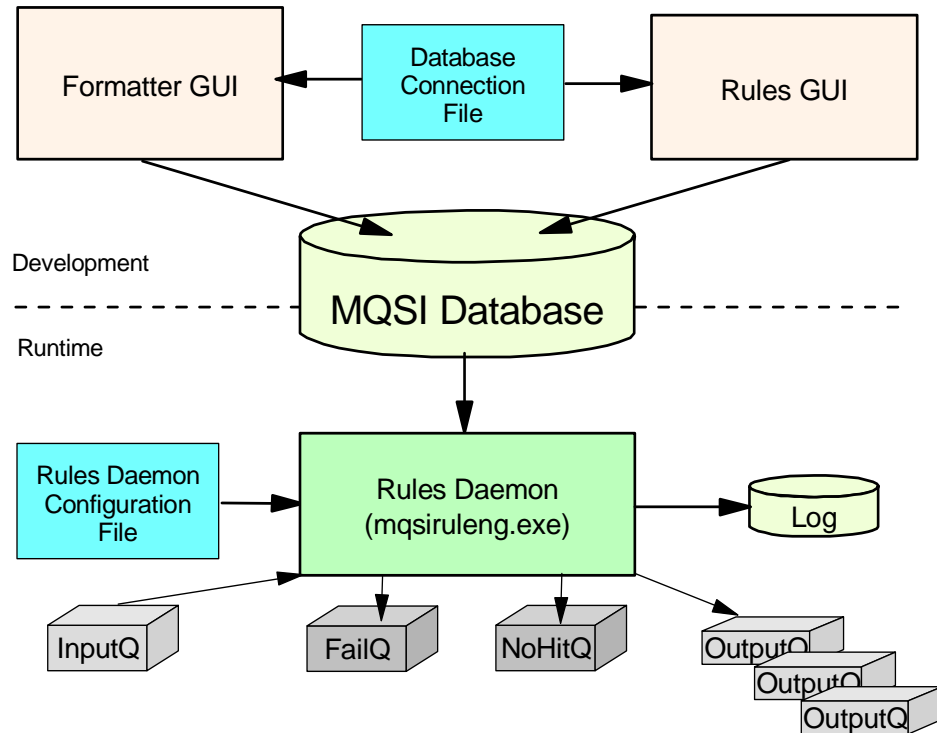 Formatter GUI
Database
Connection
File
Rules GUI
Development
MQSI Database
Runtime
Rules Daemon
Configuration
File
Rules Daemon
(mqsiruleng.exe)
Log
InputQ
FailQ
NoHitQ
OutputQ
OutputQ
OutputQ